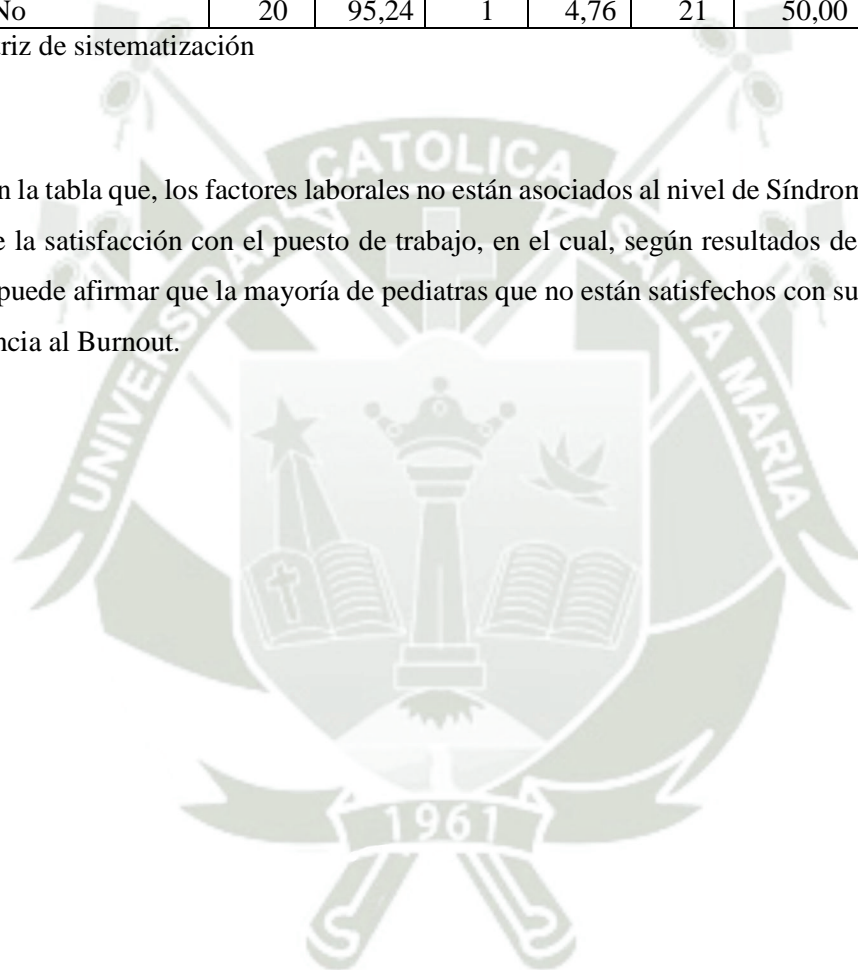 No 20 95,24 1 4,76 21 50,00
riz de sistematización
n la tabla que, los factores laborales no están asociados al nivel de Síndrom
e la satisfacción con el puesto de trabajo, en el cual, según resultados de
puede afirmar que la mayoría de pediatras que no están satisfechos con su
ncia al Burnout.
UNIVERSIDAD CATOLICA SANTA MARIA
1961